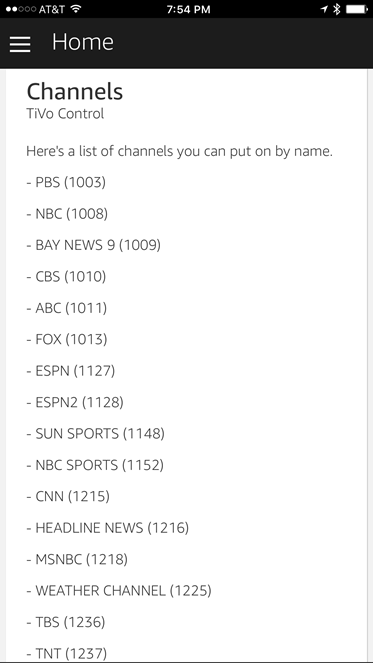 AT&T 7:54 PM
Home
Channels
TiVo Control
Here's a list of channels you can put on by name.
- PBS (1003)
- NBC (1008)
- BAY NEWS 9 (1009)
- CBS (1010)
- ABC (1011)
- FOX (1013)
- ESPN (1127)
- ESPN2 (1128)
- SUN SPORTS (1148)
- NBC SPORTS (1152)
- CNN (1215)
- HEADLINE NEWS (1216)
- MSNBC (1218)
- WEATHER CHANNEL (1225)
- TBS (1236)
- TNT (1237)